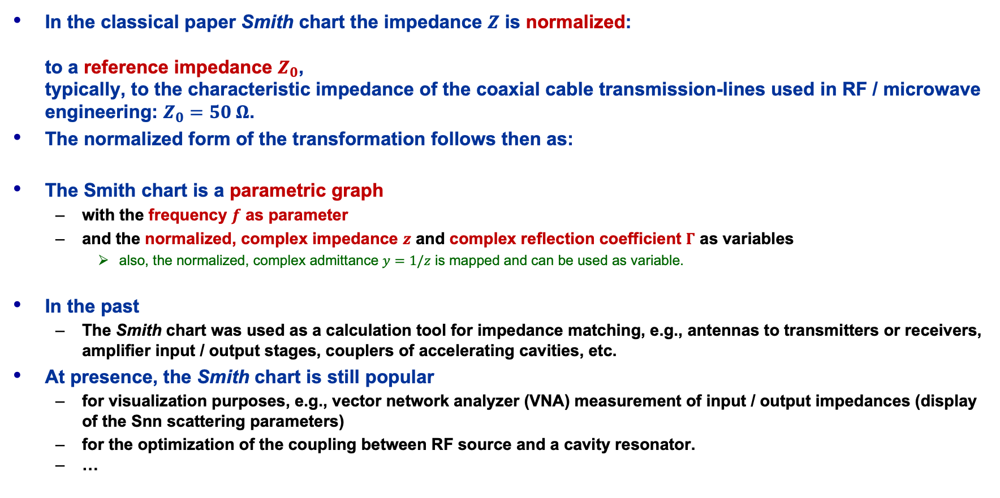 • In the classical paper Smith chart the impedance Z is normalized:
to a reference impedance Z₀,
typically, to the characteristic impedance of the coaxial cable transmission-lines used in RF / microwave
engineering: Z₀ = 50 Ω.
• The normalized form of the transformation follows then as:
• The Smith chart is a parametric graph
– with the frequency f as parameter
– and the normalized, complex impedance z and complex reflection coefficient Γ as variables
➢ also, the normalized, complex admittance y = 1/z is mapped and can be used as variable.
• In the past
– The Smith chart was used as a calculation tool for impedance matching, e.g., antennas to transmitters or receivers,
amplifier input / output stages, couplers of accelerating cavities, etc.
• At presence, the Smith chart is still popular
– for visualization purposes, e.g., vector network analyzer (VNA) measurement of input / output impedances (display
of the Snn scattering parameters)
– for the optimization of the coupling between RF source and a cavity resonator.
– …